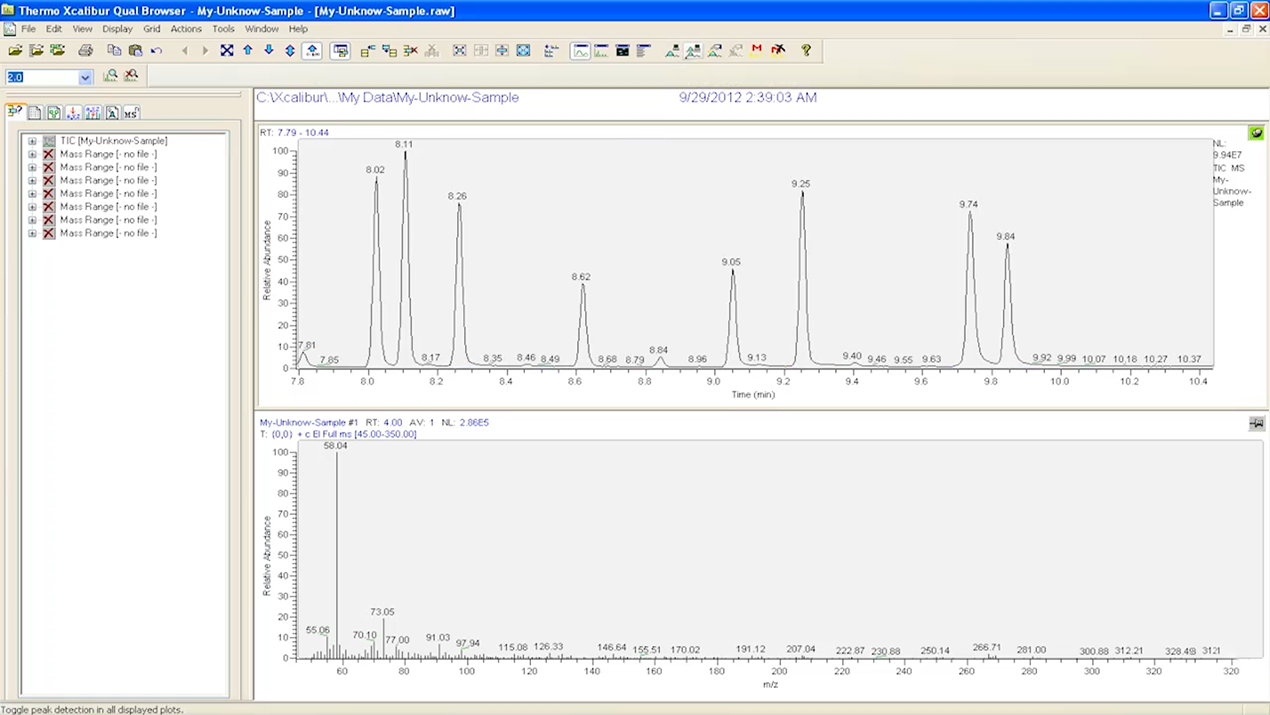 Thermo Xcalibur Qual Browser - My-Unknow-Sample - [My-Unknow-Sample.raw]
File Edit View Display Grid Actions Tools Window Help
2.0
TIC [My-Unknow-Sample]
Mass Range [- no file -]
Mass Range [- no file -]
Mass Range [- no file -]
Mass Range [- no file -]
Mass Range [- no file -]
Mass Range [- no file -]
Mass Range [- no file -]
C:\Xcalibur\...\My Data\My-Unknow-Sample 9/29/2012 2:39:03 AM
RT: 7.79 - 10.44
NL:
9.94E7
TIC MS
My-
Unknow-
Sample
Relative Abundance
100
90
80
70
60
50
40
30
20
10
0
7.81 7.85 8.02 8.11 8.17 8.26 8.35 8.46 8.49 8.62 8.68 8.79 8.84 8.96 9.05 9.13 9.25 9.40 9.46 9.55 9.63 9.74 9.84 9.92 9.99 10.07 10.18 10.27 10.37
7.8 8.0 8.2 8.4 8.6 8.8 9.0 9.2 9.4 9.6 9.8 10.0 10.2 10.4
Time (min)
My-Unknow-Sample #1 RT: 4.00 AV: 1 NL: 2.86E5
T: {0,0} + c EI Full ms [45.00-350.00]
Relative Abundance
100
90
80
70
60
50
40
30
20
10
0
55.06 58.04 70.10 73.05 77.00 91.03 97.94 115.08 126.33 146.64 155.51 170.02 191.12 207.04 222.87 230.88 250.14 266.71 281.00 300.88 312.21 328.49
60 80 100 120 140 160 180 200 220 240 260 280 300 320
m/z
Toggle peak detection in all displayed plots.